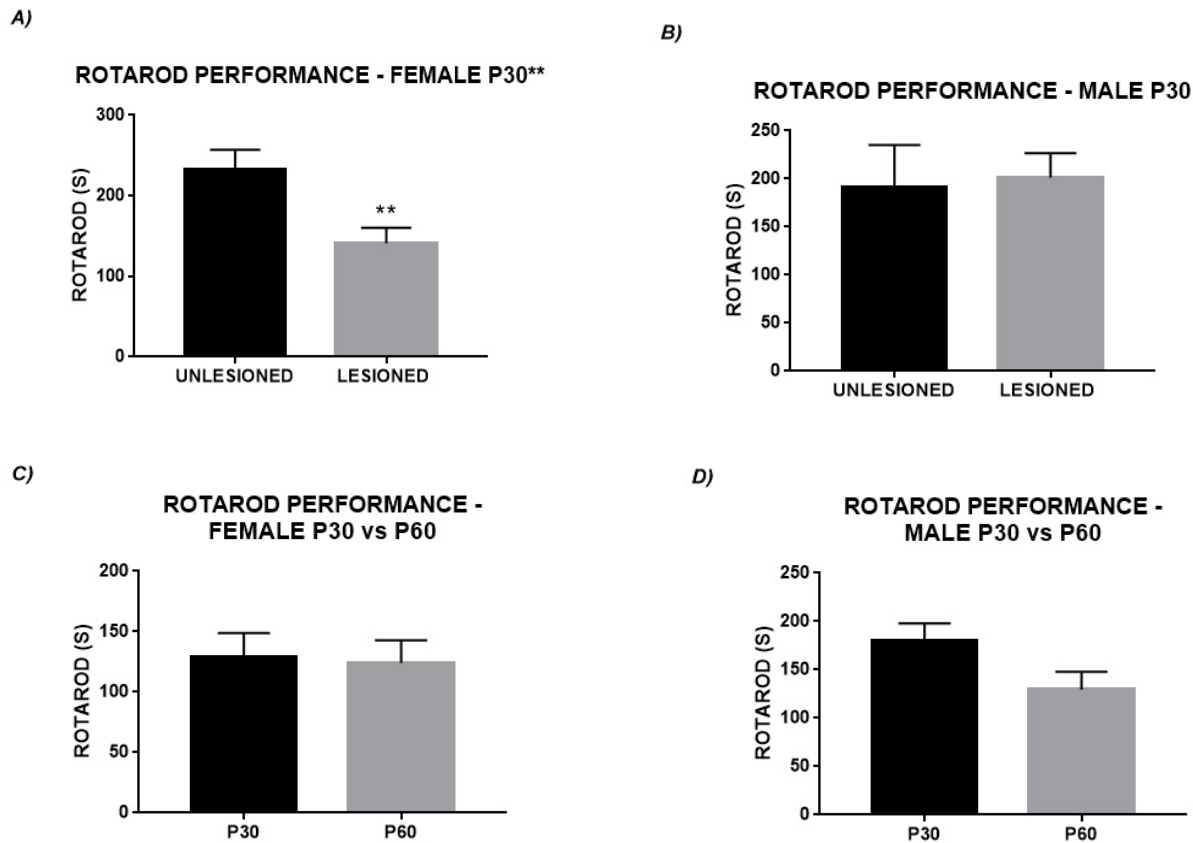 A)
ROTAROD PERFORMANCE - FEMALE P30**
300
200
100
0
ROTAROD (S)
**
UNLESIONED
LESIONED
B)
ROTAROD PERFORMANCE - MALE P30
250
200
150
100
50
0
ROTAROD (S)
UNLESIONED
LESIONED
C)
ROTAROD PERFORMANCE -
FEMALE P30 vs P60
200
150
100
50
0
ROTAROD (S)
P30
P60
D)
ROTAROD PERFORMANCE -
MALE P30 vs P60
250
200
150
100
50
0
ROTAROD (S)
P30
P60